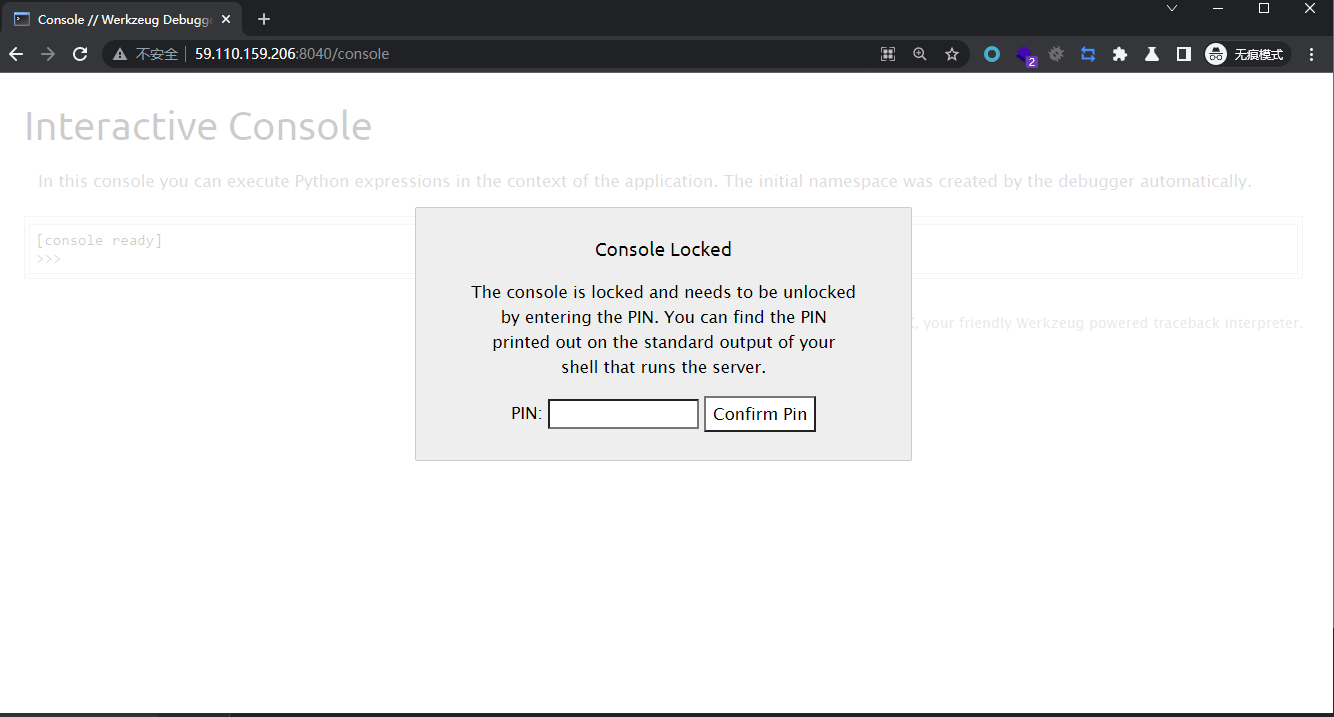 Console // Werkzeug Debugg
不安全
59.110.159.206:8040/console
2
无痕模式
Interactive Console
In this console you can execute Python expressions in the context of the application. The initial namespace was created by the debugger automatically.
[console ready]
>>>
Console Locked
The console is locked and needs to be unlocked
by entering the PIN. You can find the PIN
printed out on the standard output of your
shell that runs the server.
PIN:
Confirm Pin
, your friendly Werkzeug powered traceback interpreter.